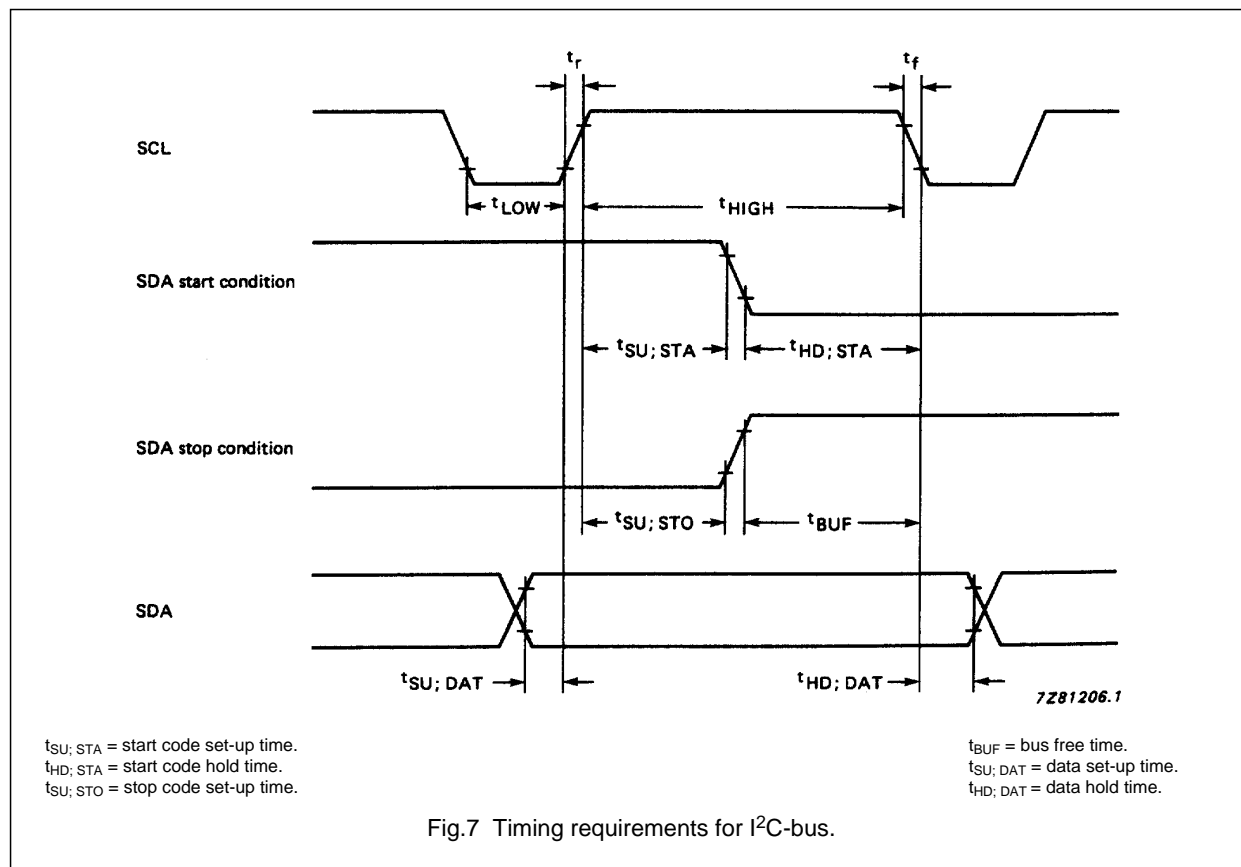 tr
tf
SCL
tLOW
tHIGH
SDA start condition
tSU; STA
tHD; STA
SDA stop condition
tSU; STO
tBUF
SDA
tSU; DAT
tHD; DAT
7Z81206.1
tSU; STA = start code set-up time.
tHD; STA = start code hold time.
tSU; STO = stop code set-up time.
tBUF = bus free time.
tSU; DAT = data set-up time.
tHD; DAT = data hold time.
Fig.7 Timing requirements for I²C-bus.